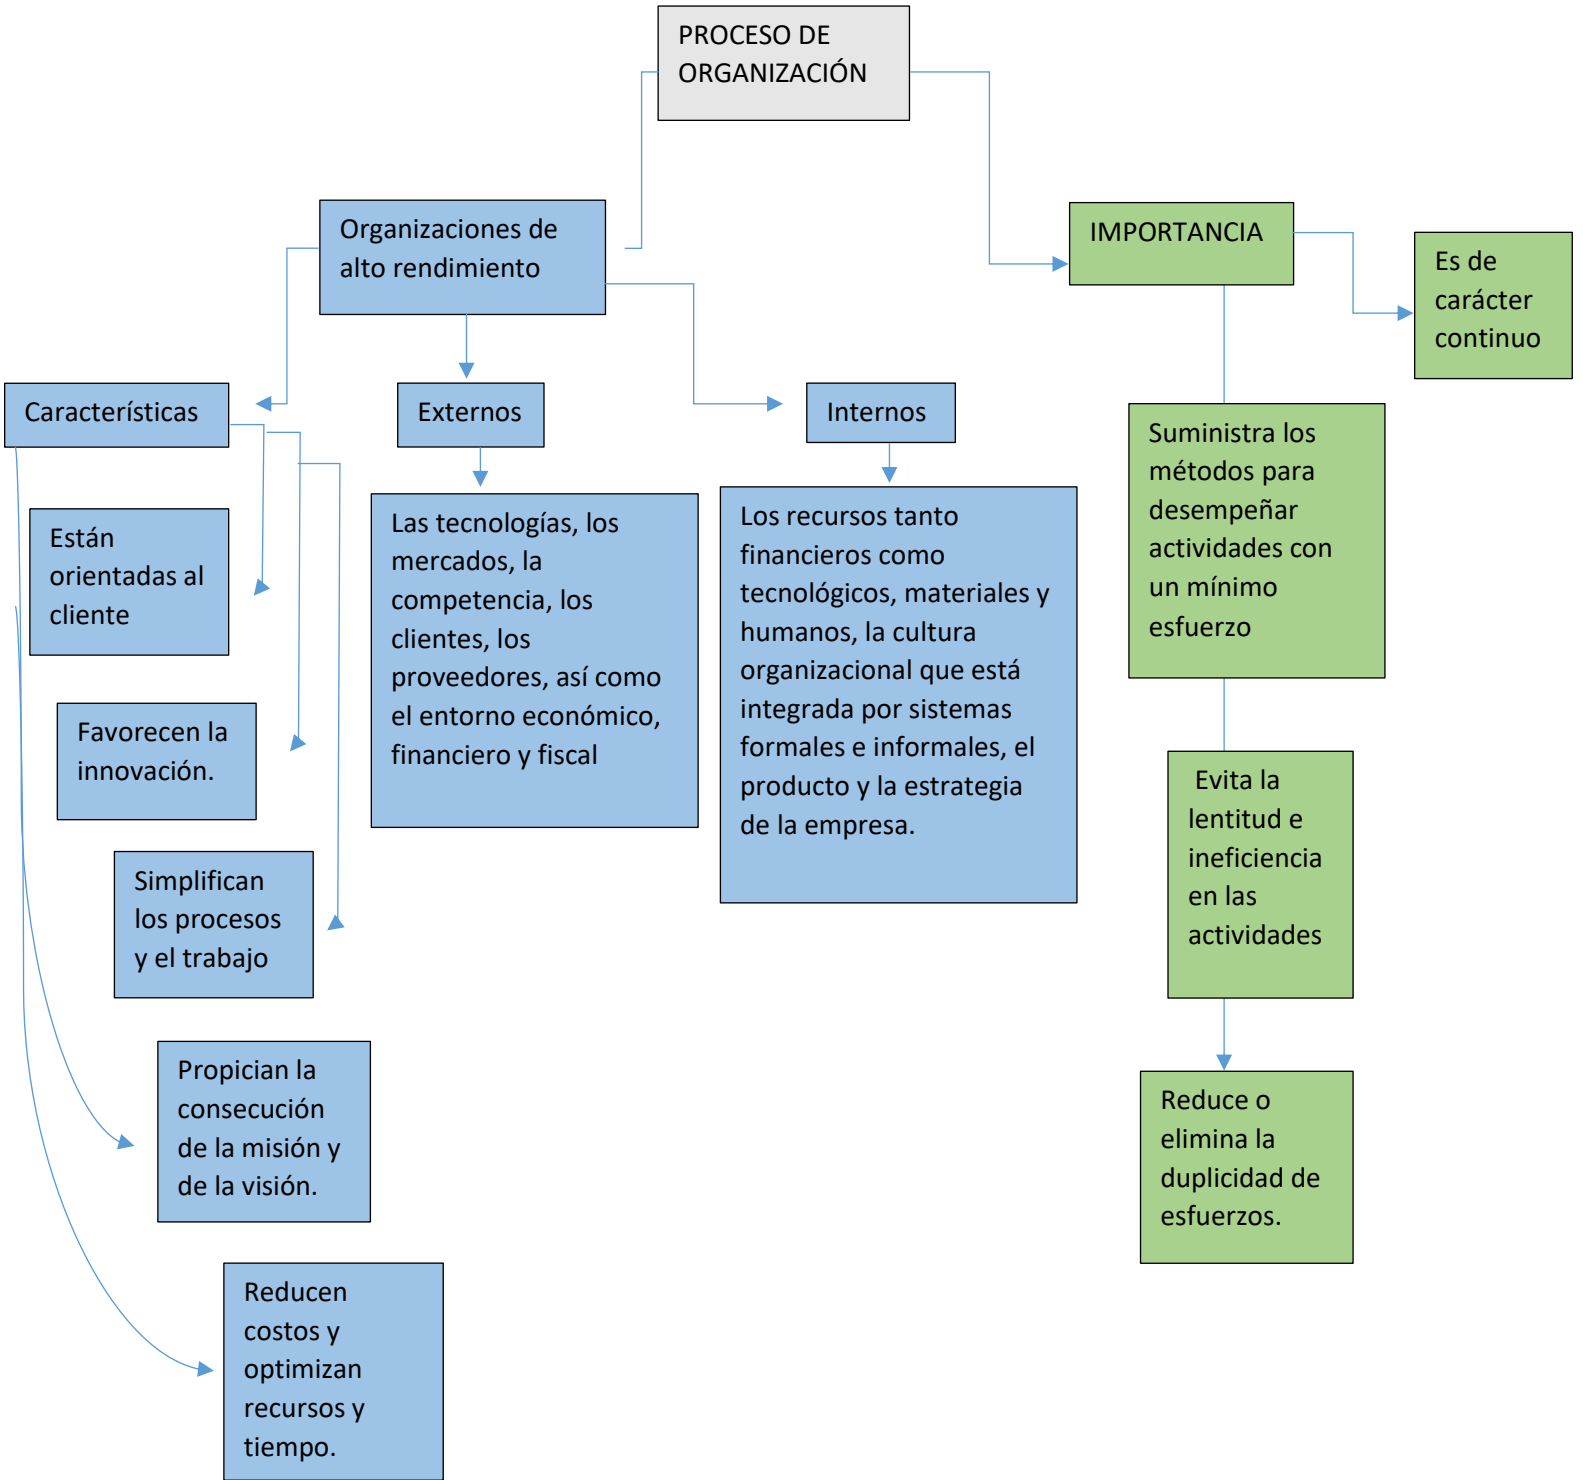 PROCESO DE
ORGANIZACIÓN
Organizaciones de
alto rendimiento
IMPORTANCIA
Es de
carácter
continuo
Características
Externos
Internos
Están
orientadas al
cliente
Favorecen la
innovación.
Simplifican
los procesos
y el trabajo
Propician la
consecución
de la misión y
de la visión.
Reducen
costos y
optimizan
recursos y
tiempo.
Las tecnologías, los
mercados, la
competencia, los
clientes, los
proveedores, así como
el entorno económico,
financiero y fiscal
Los recursos tanto
financieros como
tecnológicos, materiales y
humanos, la cultura
organizacional que está
integrada por sistemas
formales e informales, el
producto y la estrategia
de la empresa.
Suministra los
métodos para
desempeñar
actividades con
un mínimo
esfuerzo
Evita la
lentitud e
ineficiencia
en las
actividades
Reduce o
elimina la
duplicidad de
esfuerzos.